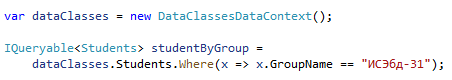 var dataClasses = new DataClassesDataContext();
IQueryable<Students> studentByGroup =
dataClasses.Students.Where(x => x.GroupName == "ИСЭбд-31");